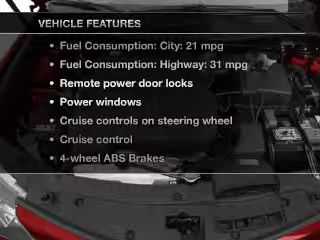 VEHICLE FEATURES
• Fuel Consumption: City: 21 mpg
• Fuel Consumption: Highway: 31 mpg
• Remote power door locks
• Power windows
• Cruise controls on steering wheel
• Cruise control
• 4-wheel ABS Brakes